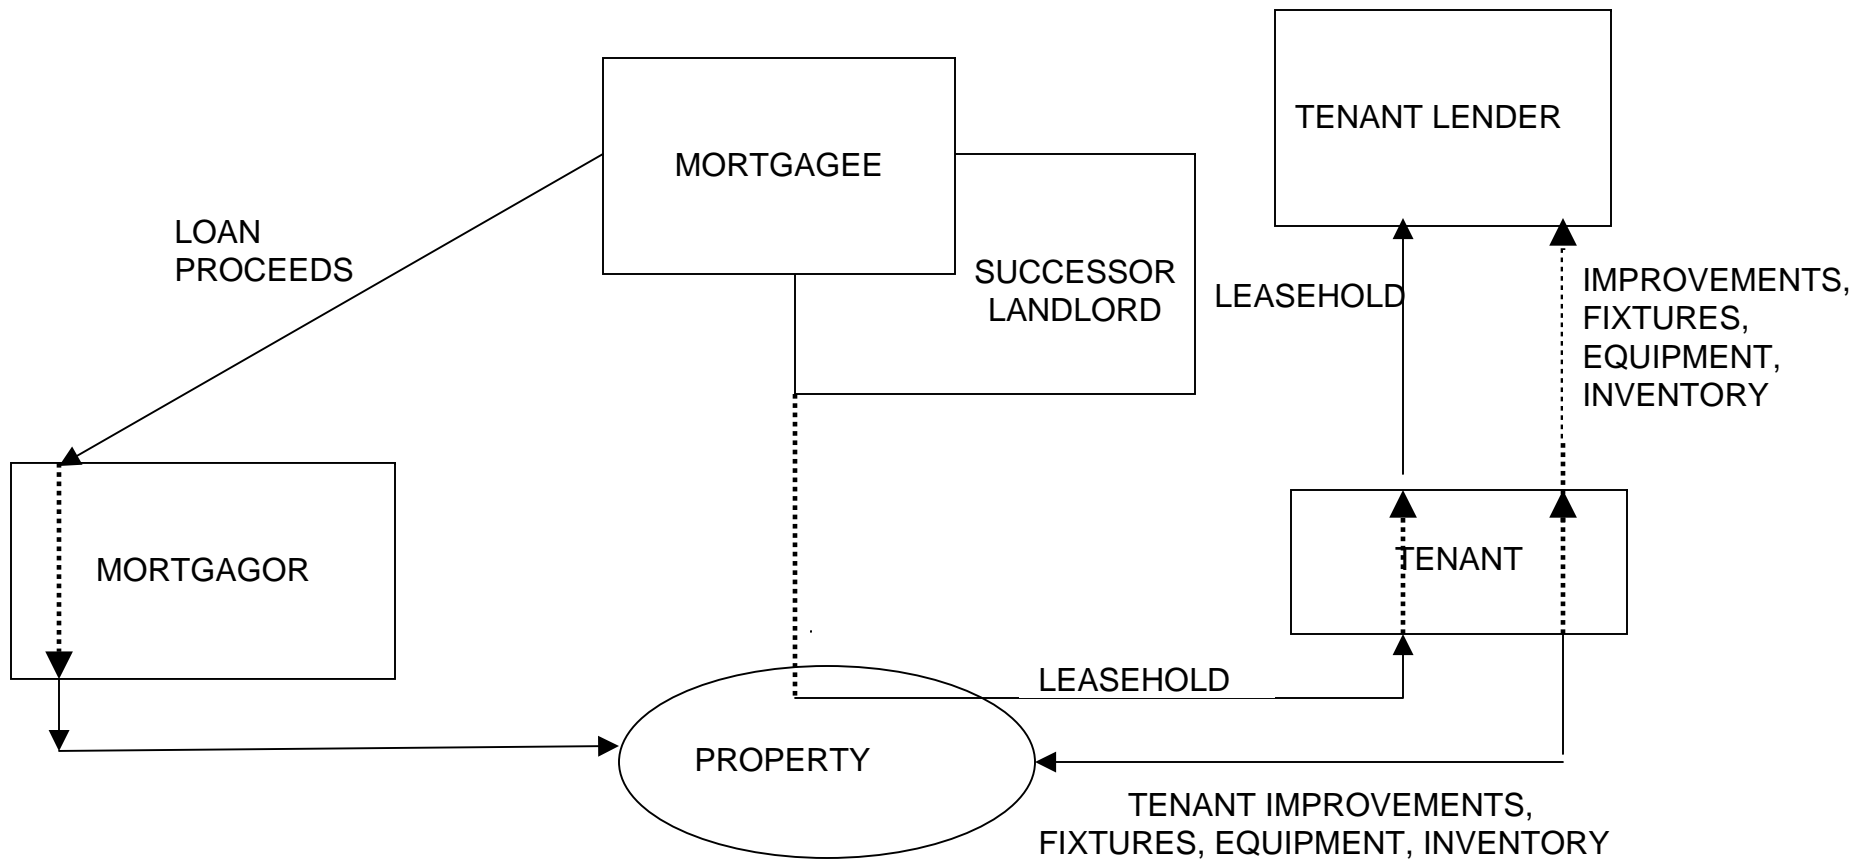 TENANT LENDER
MORTGAGEE
LOAN
PROCEEDS
SUCCESSOR
LANDLORD
LEASEHOLD
IMPROVEMENTS,
FIXTURES,
EQUIPMENT,
INVENTORY
MORTGAGOR
TENANT
LEASEHOLD
PROPERTY
TENANT IMPROVEMENTS,
FIXTURES, EQUIPMENT, INVENTORY